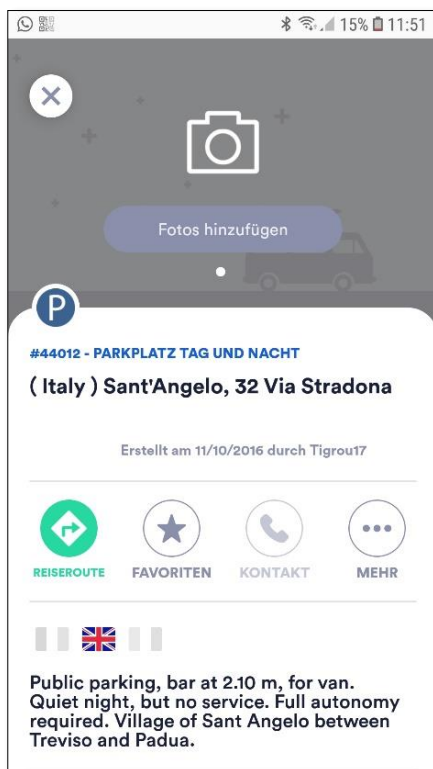 15% 11:51
Fotos hinzufügen
P
#44012 - PARKPLATZ TAG UND NACHT
( Italy ) Sant'Angelo, 32 Via Stradona
Erstellt am 11/10/2016 durch Tigrou17
REISEROUTE FAVORITEN KONTAKT MEHR
Public parking, bar at 2.10 m, for van.
Quiet night, but no service. Full autonomy
required. Village of Sant Angelo between
Treviso and Padua.